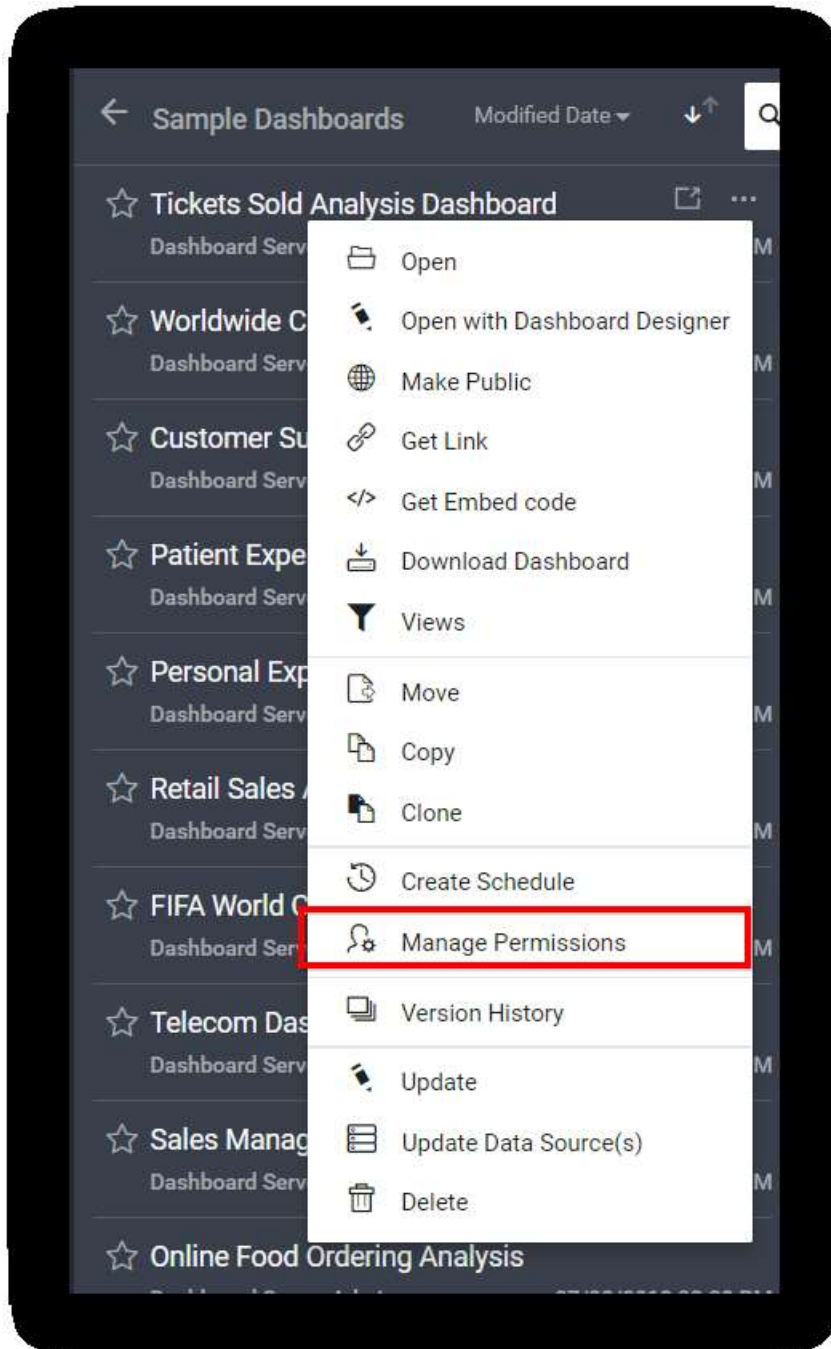 Sample Dashboards Modified Date
Tickets Sold Analysis Dashboard
Dashboard Serv M
Open
Worldwide C
Open with Dashboard Designer
Dashboard Serv M
Make Public
Customer Su
Get Link
Dashboard Serv M
Get Embed code
Patient Expe
Download Dashboard
Dashboard Serv M
Views
Personal Exp
Move
Dashboard Serv M
Copy
Retail Sales
Clone
Dashboard Serv M
Create Schedule
FIFA World C
Manage Permissions
Dashboard Serv M
Version History
Telecom Das
Dashboard Serv M
Update
Sales Manag
Update Data Source(s)
Dashboard Serv M
Delete
Online Food Ordering Analysis